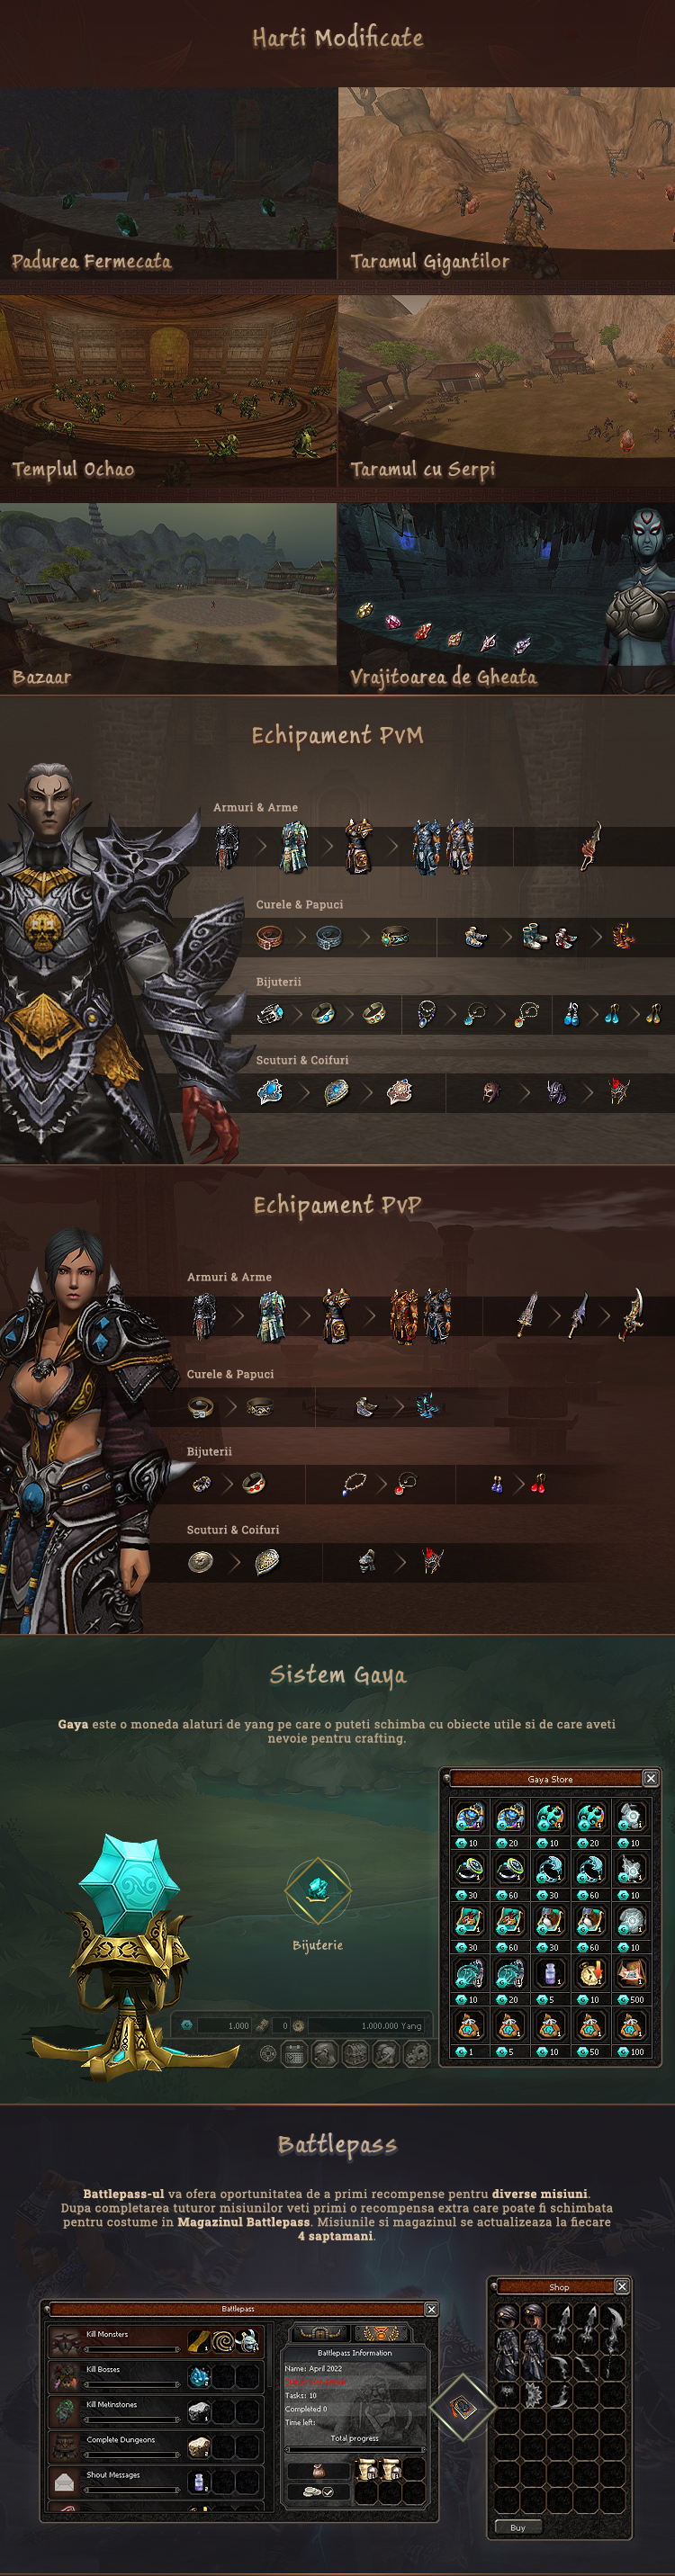 Harti Modificate
Padurea Fermecata
Taramul Gigantilor
Templul Ochao
Taramul cu Serpi
Bazaar
Vrajitoarea de Gheata
Echipament PvM
Armuri & Arme
Curele & Papuci
Bijuterii
Scuturi & Coifuri
Echipament PvP
Armuri & Arme
Curele & Papuci
Bijuterii
Scuturi & Coifuri
Sistem Gaya
Gaya este o moneda alaturi de yang pe care o puteti schimba cu obiecte utile si de care aveti
nevoie pentru crafting.
Gaya Store
10 20 10 20 10
30 60 30 60 10
30 60 30 60 10
10 20 5 10 500
1 5 10 50 100
Bijuterie
1.000 0 1.000.000 Yang
Battlepass
Battlepass-ul va ofera oportunitatea de a primi recompense pentru diverse misiuni.
Dupa completarea tuturor misiunilor veti primi o recompensa extra care poate fi schimbata
pentru costume in Magazinul Battlepass. Misiunile si magazinul se actualizeaza la fiecare
4 saptamani.
Battlepass
Kill Monsters
Kill Bosses
Kill Metinstones
Complete Dungeons
Shout Messages
Battlepass Information
Name: April 2022
Tasks: 10
Completed 0
Time left:
Total progress
Shop
Buy